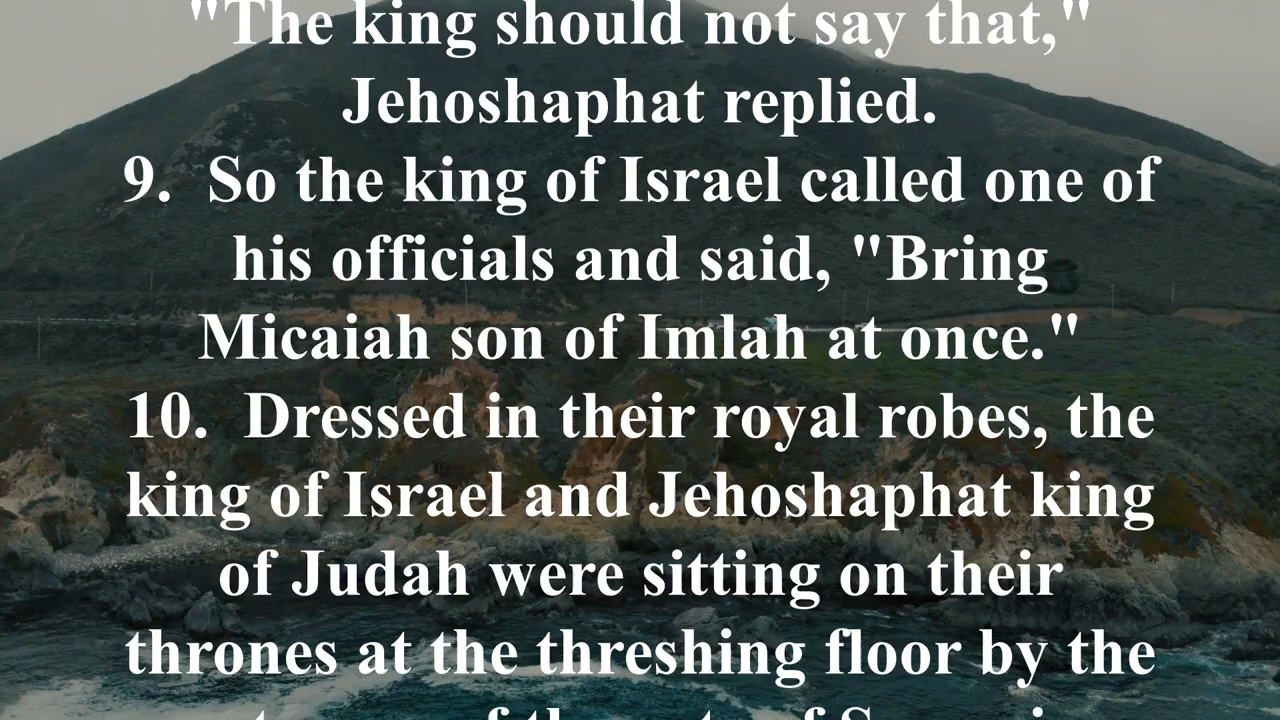 "The king should not say that,"
Jehoshaphat replied.
9.  So the king of Israel called one of
his officials and said, "Bring
Micaiah son of Imlah at once."
10.  Dressed in their royal robes, the
king of Israel and Jehoshaphat king
of Judah were sitting on their
thrones at the threshing floor by the